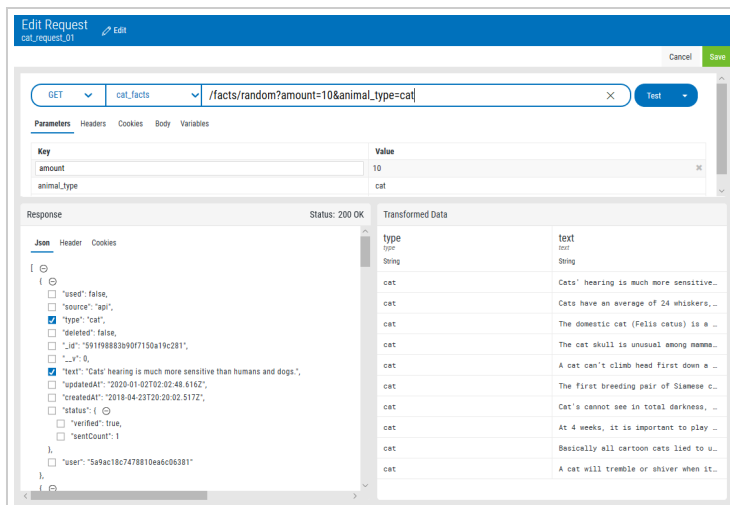 Edit Request
Edit
cat_request_01
Cancel
Save
GET
cat_facts
/facts/random?amount=10&animal_type=cat
Test
Parameters Headers Cookies Body Variables
Key Value
amount 10
animal_type cat
Response Status: 200 OK
Json Header Cookies
[
{
"used": false,
"source": "api",
"type": "cat",
"deleted": false,
"_id": "591f98883b90f7150a19c281",
"__v": 0,
"text": "Cats' hearing is much more sensitive than humans and dogs.",
"updatedAt": "2020-01-02T02:02:48.616Z",
"createdAt": "2018-04-23T20:20:02.517Z",
"status": {
"verified": true,
"sentCount": 1
},
"user": "5a9ac18c7478810ea6c06381"
},
{
Transformed Data
type text
type text
String String
cat Cats' hearing is much more sensitive…
cat Cats have an average of 24 whiskers,…
cat The domestic cat (Felis catus) is a …
cat The cat skull is unusual among mamma…
cat A cat can't climb head first down a …
cat The first breeding pair of Siamese c…
cat Cat's cannot see in total darkness, …
cat At 4 weeks, it is important to play …
cat Basically all cartoon cats lied to u…
cat A cat will tremble or shiver when it…